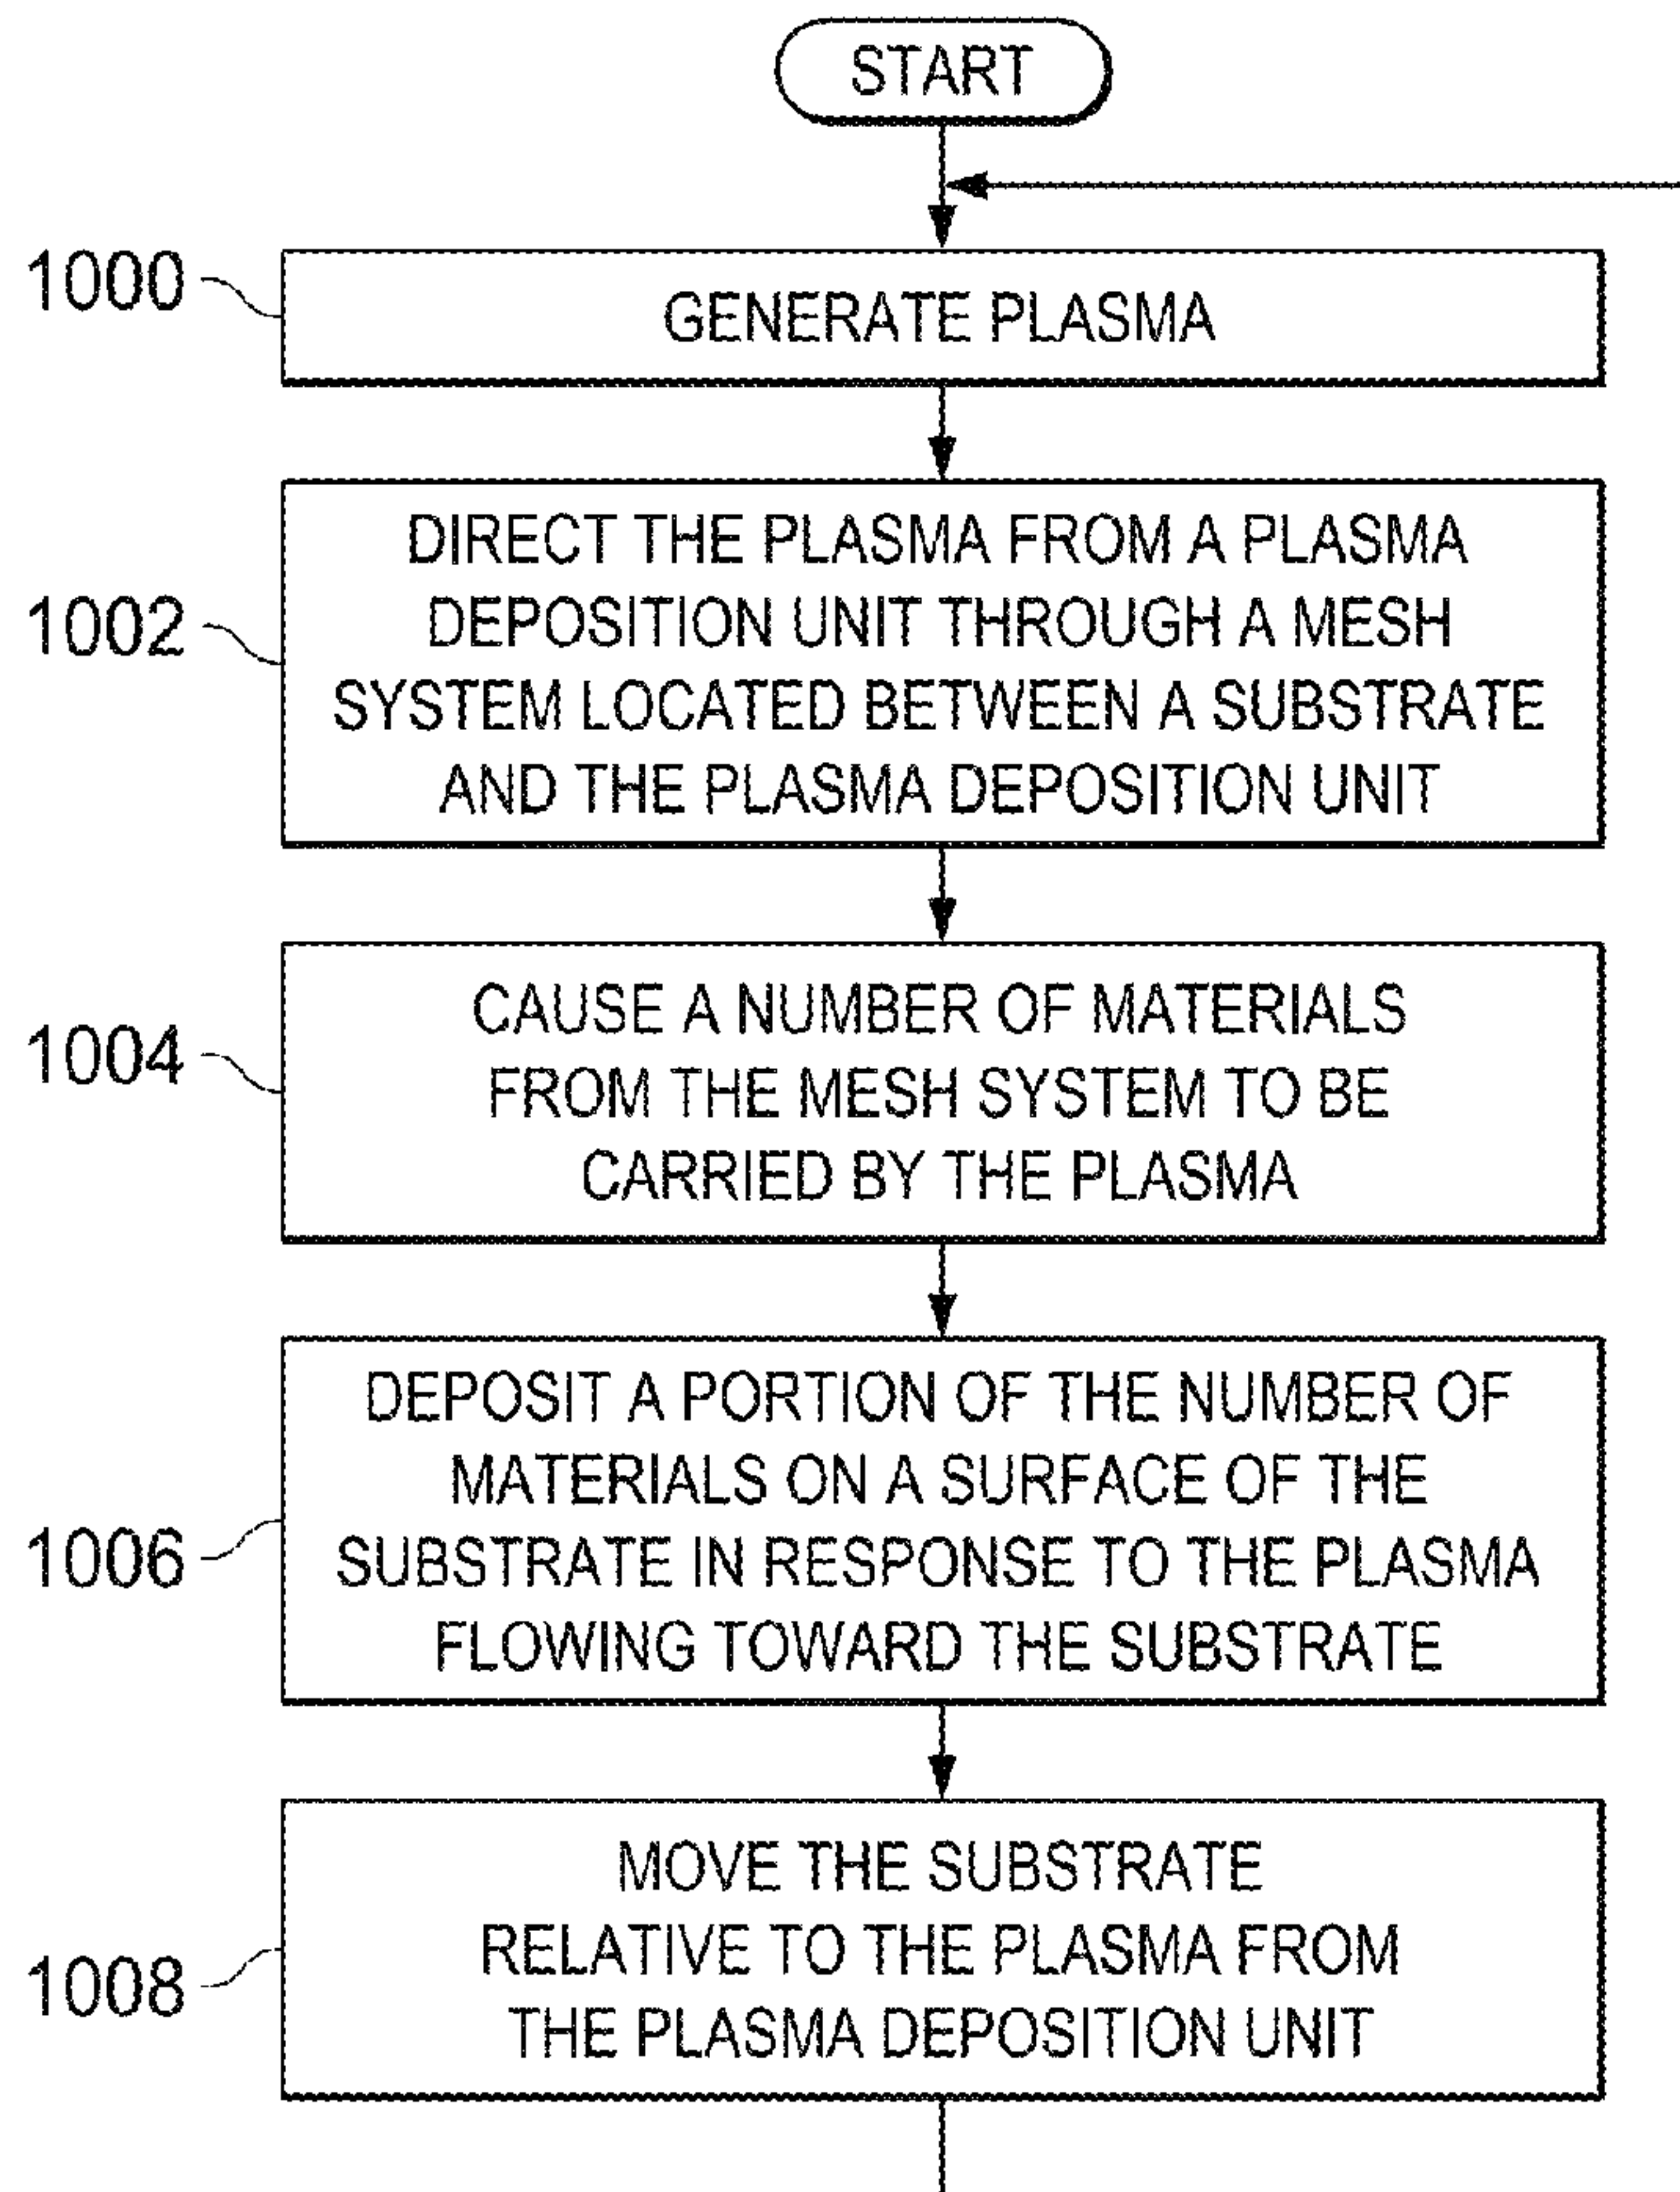 START
1000
GENERATE PLASMA
1002
DIRECT THE PLASMA FROM A PLASMA
DEPOSITION UNIT THROUGH A MESH
SYSTEM LOCATED BETWEEN A SUBSTRATE
AND THE PLASMA DEPOSITION UNIT
1004
CAUSE A NUMBER OF MATERIALS
FROM THE MESH SYSTEM TO BE
CARRIED BY THE PLASMA
1006
DEPOSIT A PORTION OF THE NUMBER OF
MATERIALS ON A SURFACE OF THE
SUBSTRATE IN RESPONSE TO THE PLASMA
FLOWING TOWARD THE SUBSTRATE
1008
MOVE THE SUBSTRATE
RELATIVE TO THE PLASMA FROM
THE PLASMA DEPOSITION UNIT